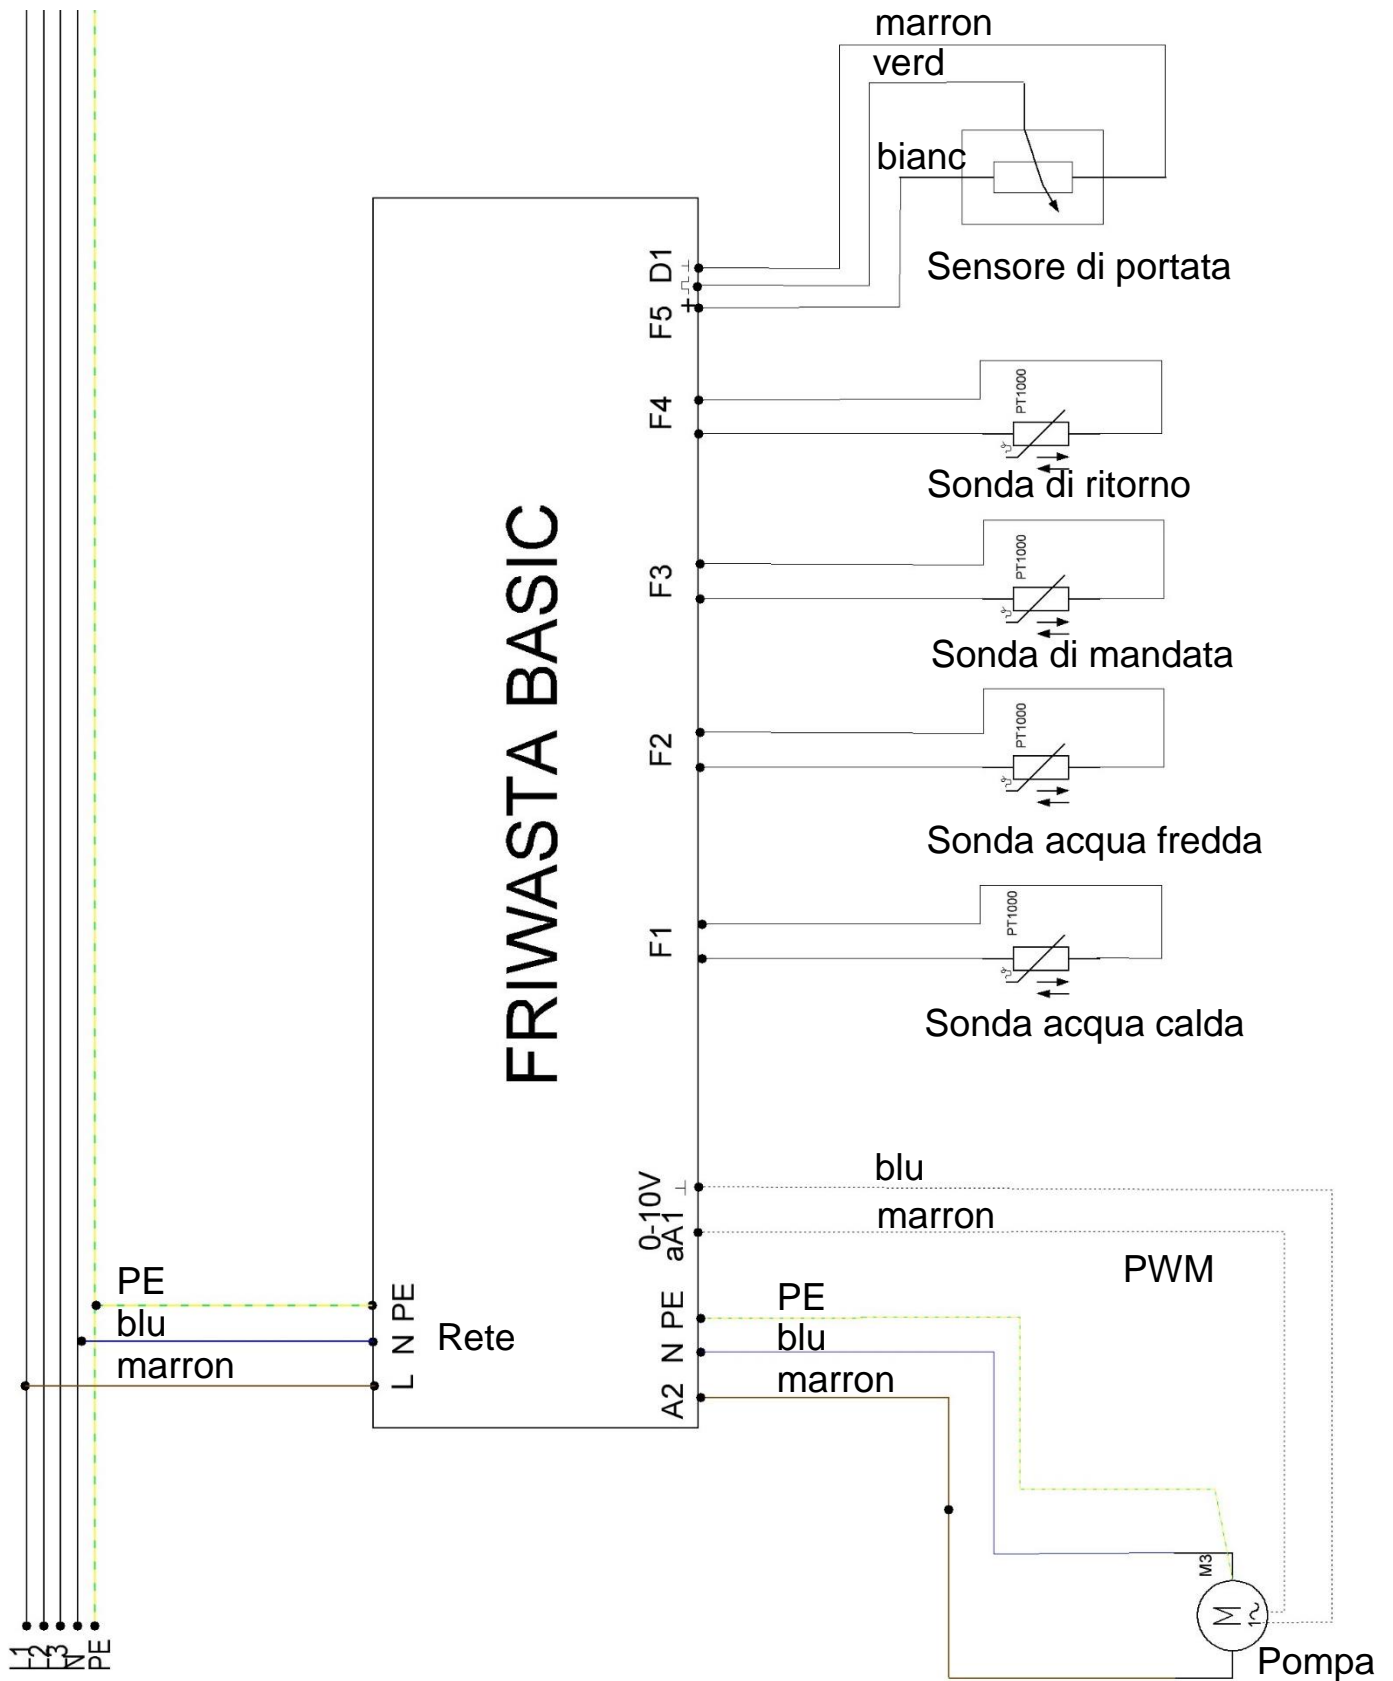 marron
verd
bianc
Sensore di portata
D1
F5
+
PT1000
F4
Sonda di ritorno
PT1000
F3
Sonda di mandata
FRIWASTA BASIC
PT1000
F2
Sonda acqua fredda
PT1000
F1
Sonda acqua calda
blu
0-10V
marron
aA1
PWM
PE
PE
PE
PE
blu
N
Rete
N
blu
marron
L
A2
marron
M3
M
1~
Pompa
L1
L2
L3
N
PE